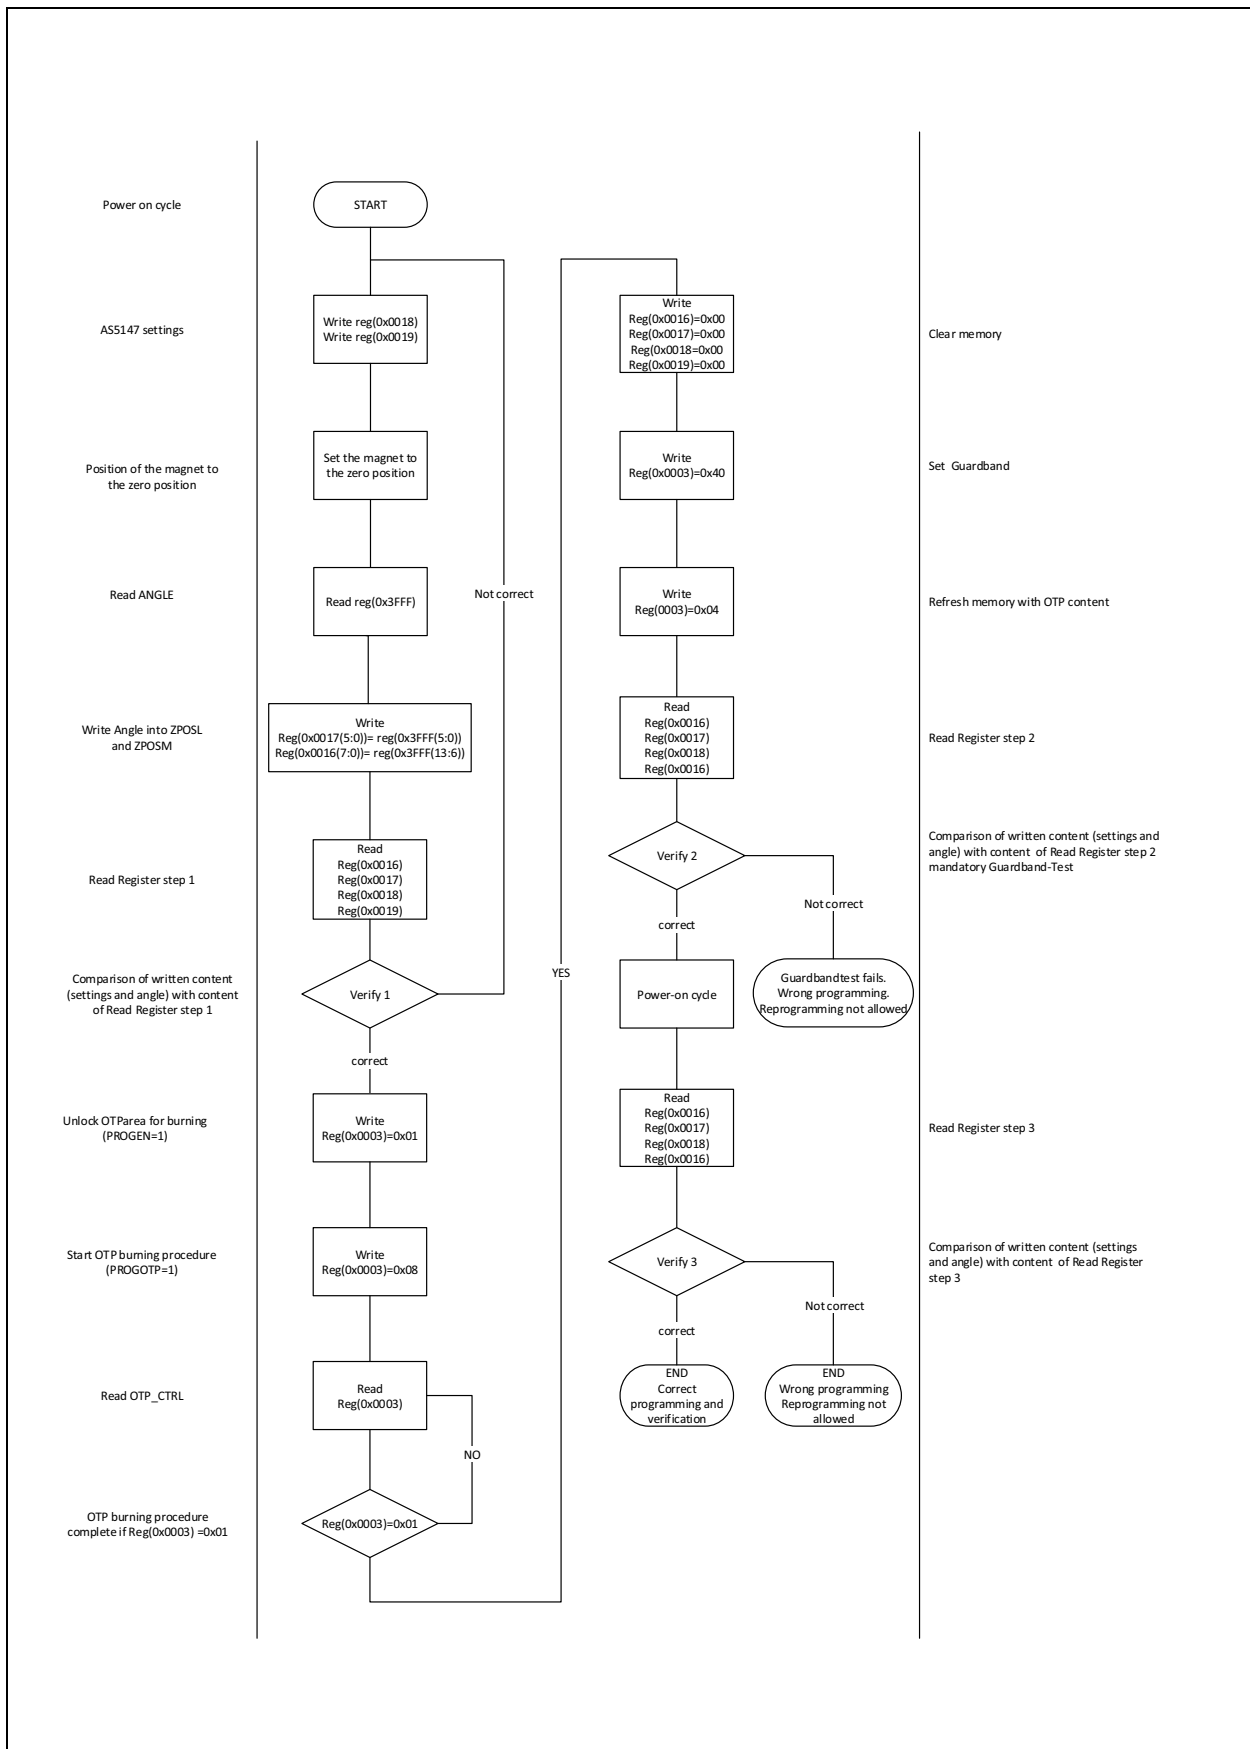 Power on cycle
START
AS5147 settings
Write reg(0x0018)
Write reg(0x0019)
Position of the magnet to
the zero position
Set the magnet to
the zero position
Read ANGLE
Read reg(0x3FFF)
Not correct
Write Angle into ZPOSL
and ZPOSM
Write
Reg(0x0017(5:0))= reg(0x3FFF(5:0))
Reg(0x0016(7:0))= reg(0x3FFF(13:6))
Read Register step 1
Read
Reg(0x0016)
Reg(0x0017)
Reg(0x0018)
Reg(0x0019)
Comparison of written content
(settings and angle) with content
of Read Register step 1
Verify 1
correct
Unlock OTParea for burning
(PROGEN=1)
Write
Reg(0x0003)=0x01
Start OTP burning procedure
(PROGOTP=1)
Write
Reg(0x0003)=0x08
Read OTP_CTRL
Read
Reg(0x0003)
NO
OTP burning procedure
complete if Reg(0x0003) =0x01
Reg(0x0003)=0x01
YES
Write
Reg(0x0016)=0x00
Reg(0x0017)=0x00
Reg(0x0018=0x00
Reg(0x0019)=0x00
Clear memory
Write
Reg(0x0003)=0x40
Set Guardband
Write
Reg(0003)=0x04
Refresh memory with OTP content
Read
Reg(0x0016)
Reg(0x0017)
Reg(0x0018)
Reg(0x0016)
Read Register step 2
Verify 2
Comparison of written content (settings and
angle) with content of Read Register step 2
mandatory Guardband-Test
Not correct
correct
Guardbandtest fails.
Wrong programming.
Reprogramming not allowed
Power-on cycle
Read
Reg(0x0016)
Reg(0x0017)
Reg(0x0018)
Reg(0x0016)
Read Register step 3
Verify 3
Comparison of written content (settings
and angle) with content of Read Register
step 3
Not correct
correct
END
Correct
programming and
verification
END
Wrong programming
Reprogramming not
allowed